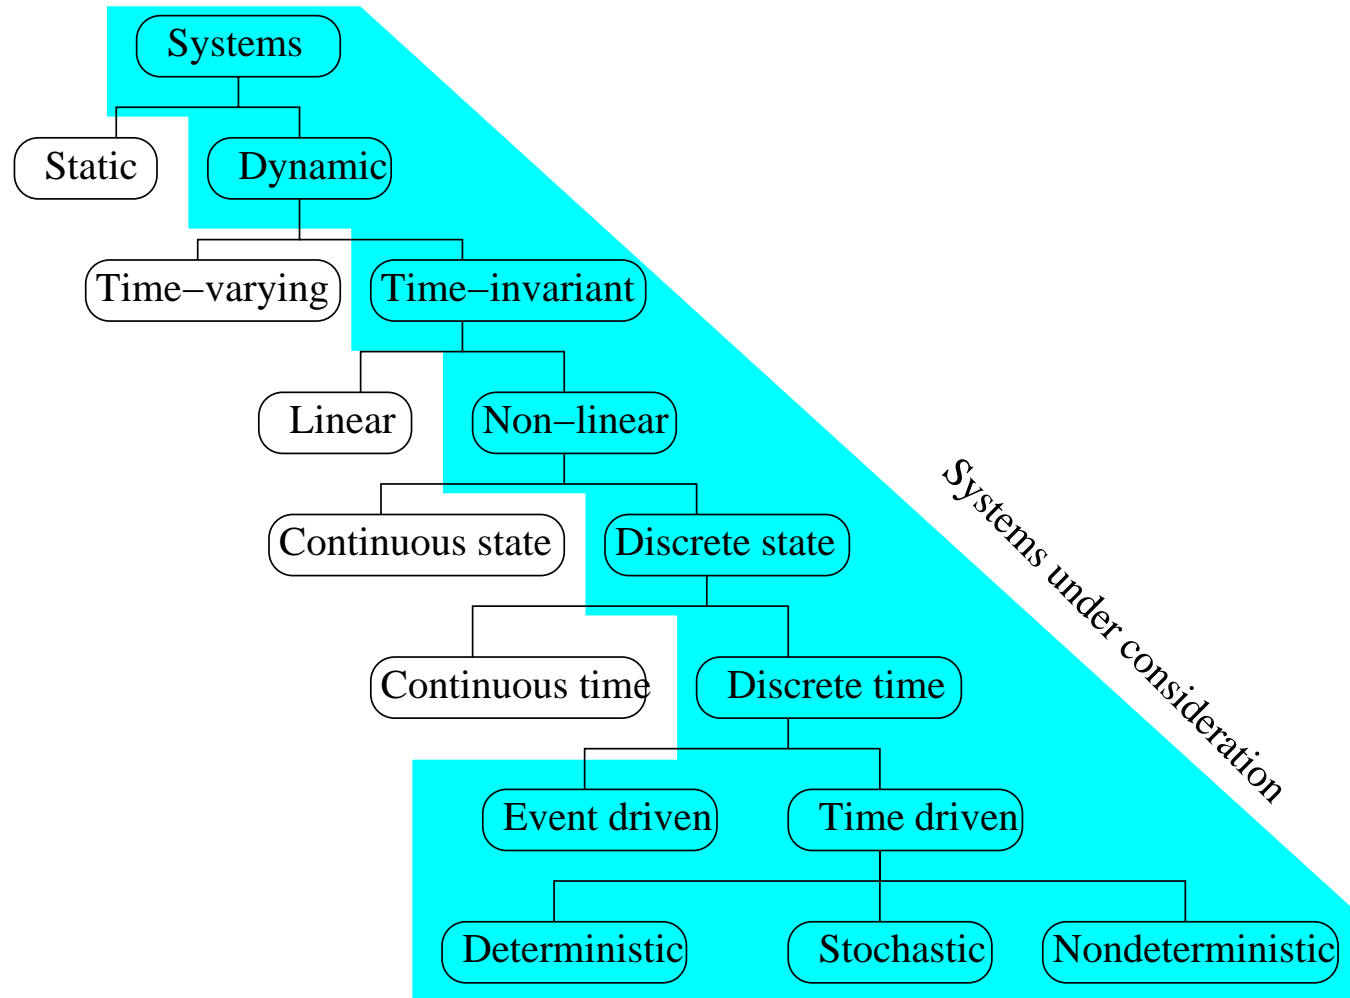 Systems
Static
Dynamic
Time−varying
Time−invariant
Linear
Non−linear
Continuous state
Discrete state
Continuous time
Discrete time
Event driven
Time driven
Deterministic
Stochastic
Nondeterministic
Systems under consideration